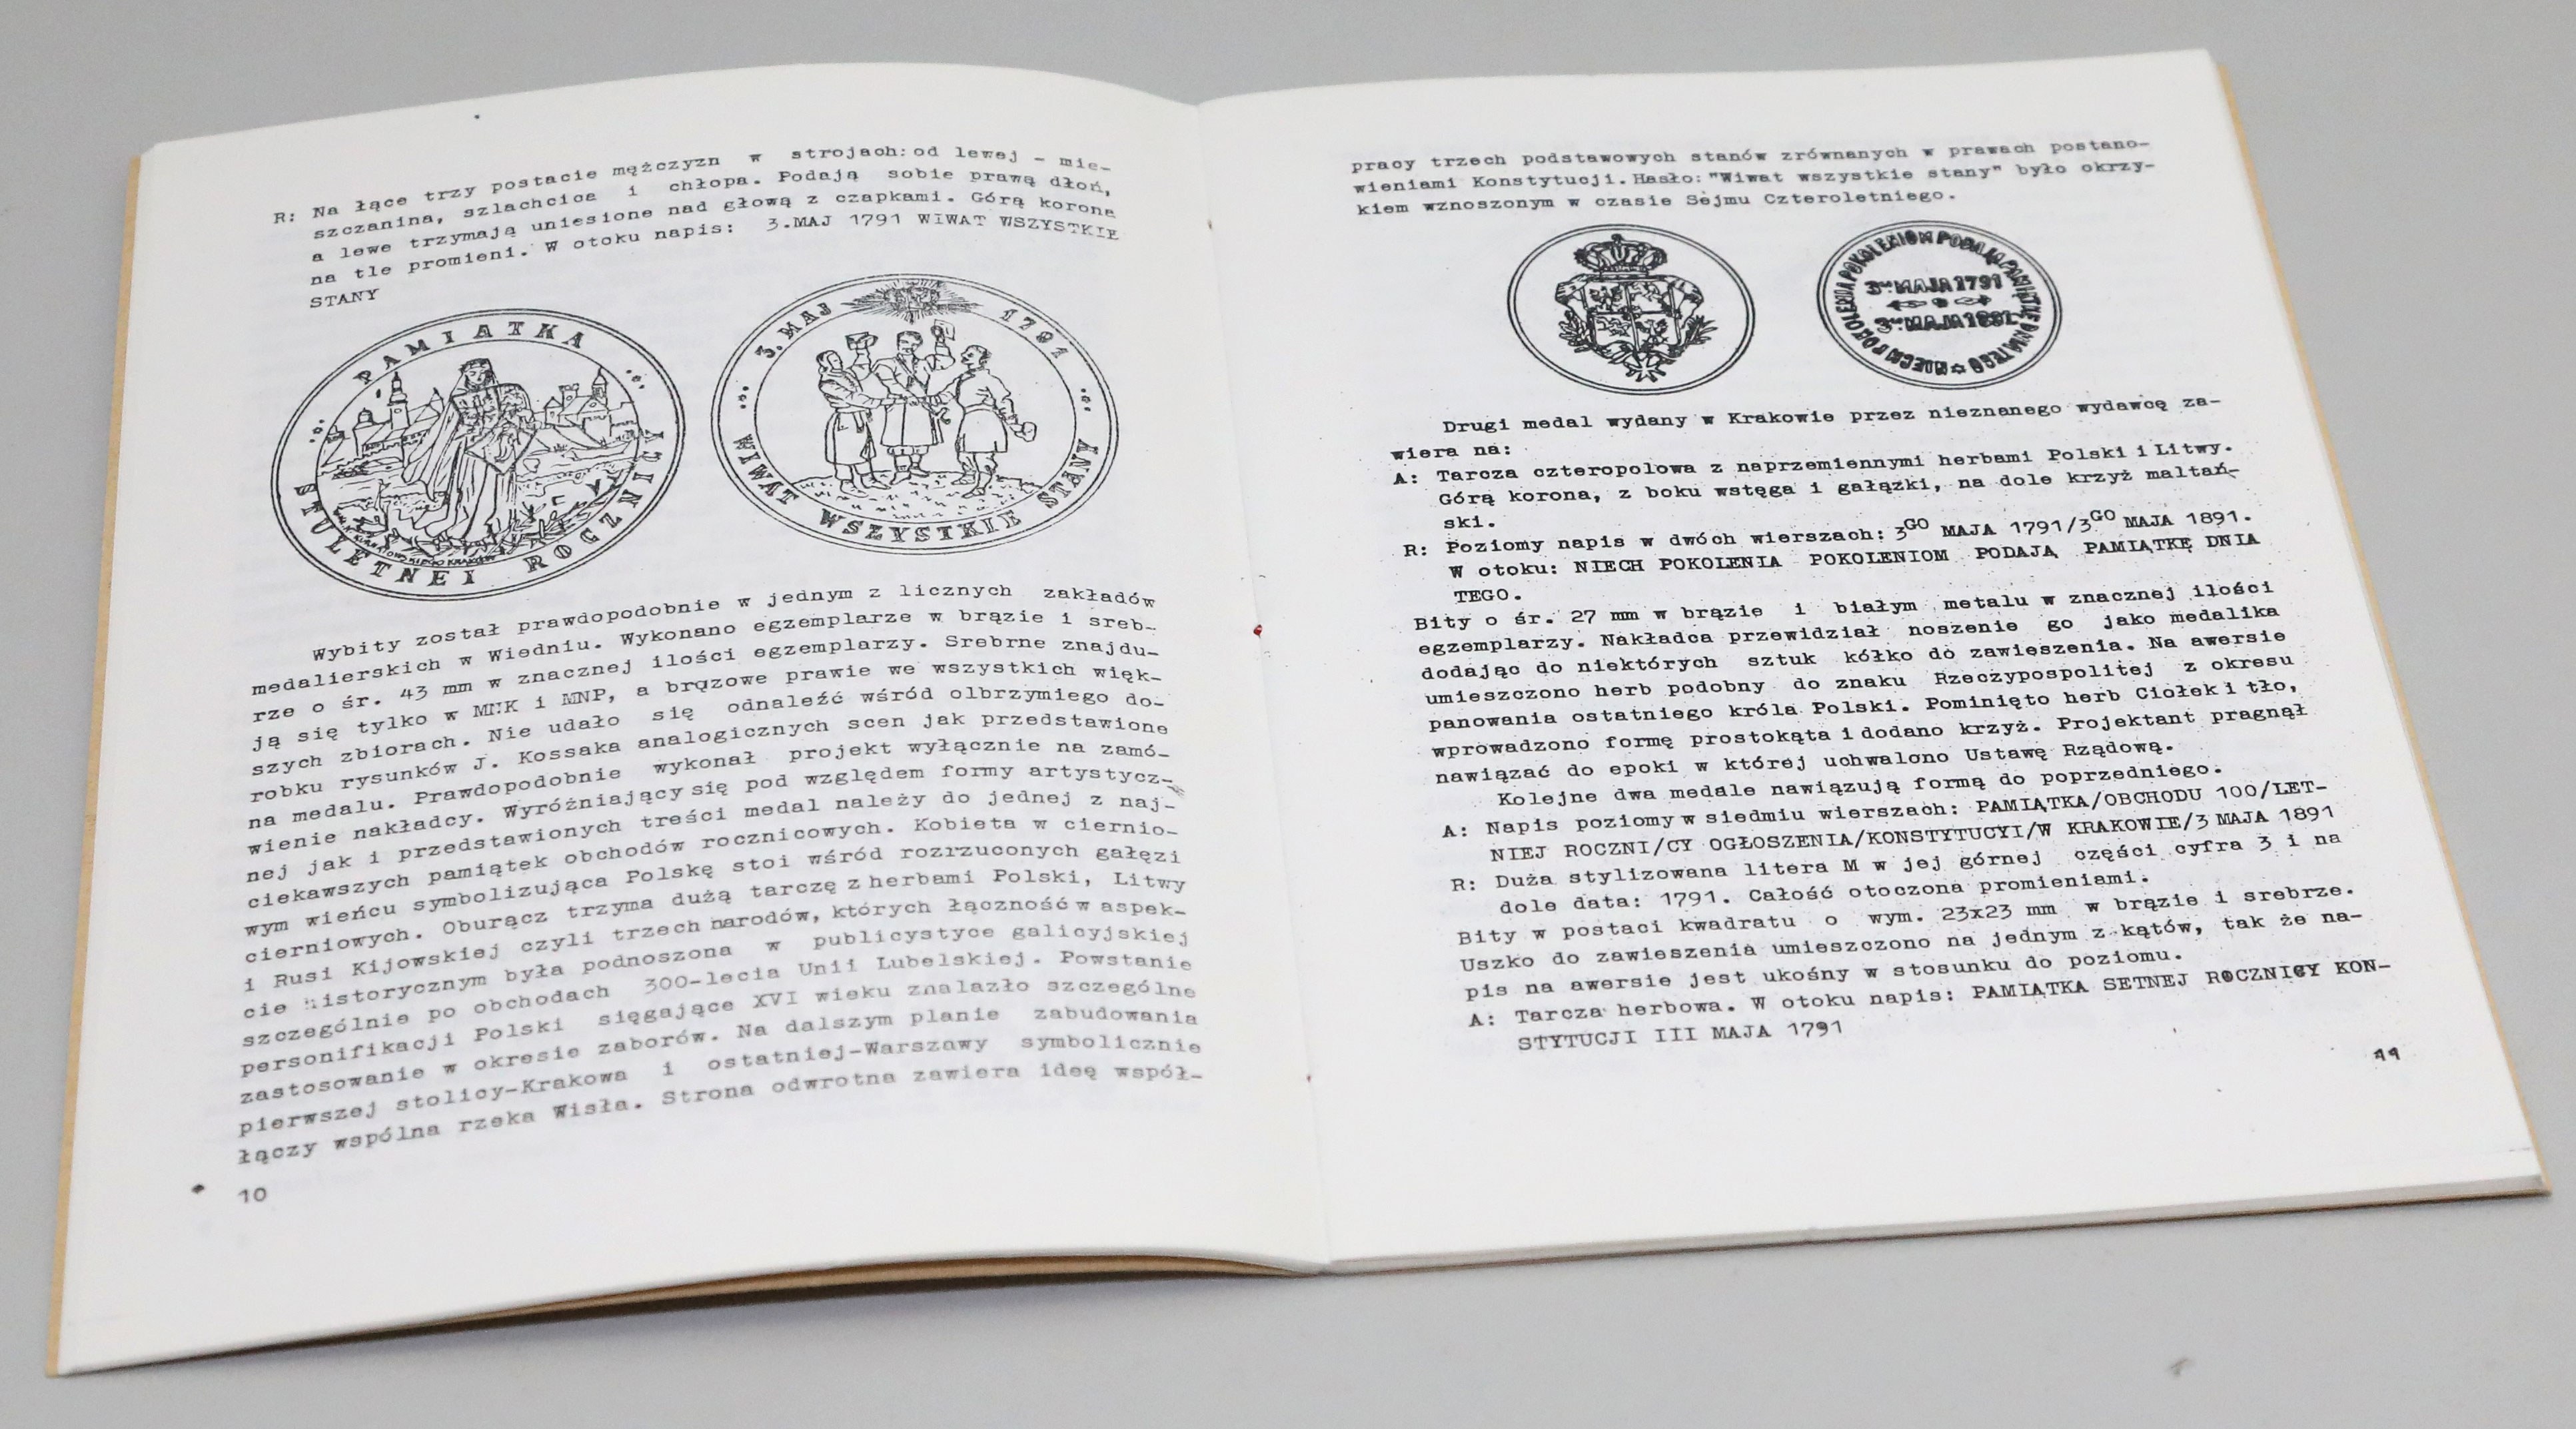 R: Na łące trzy postacie mężczyzn w strojach: od lewej - mie-
szczanina, szlachcica i chłopa. Podają sobie prawą dłoń,
a lewe trzymają uniesione nad głową z czapkami. Górą korona
na tle promieni. W otoku napis: 3.MAJ 1791 WIWAT WSZYSTKIE
STANY
PAMIATKA
STULETNEJ ROCZNICY
3. MAJ 1791
WIWAT WSZYSTKIE STANY
Wybity został prawdopodobnie w jednym z licznych zakładów
medalierskich w Wiedniu. Wykonano egzemplarze w brązie i sreb-
rze o śr. 43 mm w znacznej ilości egzemplarzy. Srebrne znajdu-
ją się tylko w MNK i MNP, a brązowe prawie we wszystkich więk-
szych zbiorach. Nie udało się odnaleźć wśród olbrzymiego do-
robku rysunków J. Kossaka analogicznych scen jak przedstawione
na medalu. Prawdopodobnie wykonał projekt wyłącznie na zamó-
wienie nakładcy. Wyróżniający się pod względem formy artystycz-
nej jak i przedstawionych treści medal należy do jednej z naj-
ciekawszych pamiątek obchodów rocznicowych. Kobieta w ciernio-
wym wieńcu symbolizująca Polskę stoi wśród rozrzuconych gałęzi
cierniowych. Oburącz trzyma dużą tarczę z herbami Polski, Litwy
i Rusi Kijowskiej czyli trzech narodów, których łączność w aspek-
cie historycznym była podnoszona w publicystyce galicyjskiej
szczególnie po obchodach 300-lecia Unii Lubelskiej. Powstanie
personifikacji Polski sięgające XVI wieku znalazło szczególne
zastosowanie w okresie zaborów. Na dalszym planie zabudowania
pierwszej stolicy-Krakowa i ostatniej-Warszawy symbolicznie
łączy wspólna rzeka Wisła. Strona odwrotna zawiera ideę współ-
10
pracy trzech podstawowych stanów zrównanych w prawach postano-
wieniami Konstytucji. Hasło: "Wiwat wszystkie stany" było okrzy-
kiem wznoszonym w czasie Sejmu Czteroletniego.
NIECH POKOLENIA POKOLENIOM PODAJĄ PAMIĄTKĘ DNIA TEGO
3GO MAJA 1791
3GO MAJA 1891
Drugi medal wydany w Krakowie przez nieznanego wydawcę za-
wiera na:
A: Tarcza czteropolowa z naprzemiennymi herbami Polski i Litwy.
Górą korona, z boku wstęga i gałązki, na dole krzyż maltań-
ski.
R: Poziomy napis w dwóch wierszach: 3GO MAJA 1791/3GO MAJA 1891.
W otoku: NIECH POKOLENIA POKOLENIOM PODAJĄ PAMIĄTKĘ DNIA
TEGO.
Bity o śr. 27 mm w brązie i białym metalu w znacznej ilości
egzemplarzy. Nakładca przewidział noszenie go jako medalika
dodając do niektórych sztuk kółko do zawieszenia. Na awersie
umieszczono herb podobny do znaku Rzeczypospolitej z okresu
panowania ostatniego króla Polski. Pominięto herb Ciołek i tło,
wprowadzono formę prostokąta i dodano krzyż. Projektant pragnął
nawiązać do epoki w której uchwalono Ustawę Rządową.
Kolejne dwa medale nawiązują formą do poprzedniego.
A: Napis poziomy w siedmiu wierszach: PAMIĄTKA/OBCHODU 100/LET-
NIEJ ROCZNI/CY OGŁOSZENIA/KONSTYTUCYI/W KRAKOWIE/3 MAJA 1891
R: Duża stylizowana litera M w jej górnej części cyfra 3 i na
dole data: 1791. Całość otoczona promieniami.
Bity w postaci kwadratu o wym. 23x23 mm w brązie i srebrze.
Uszko do zawieszenia umieszczono na jednym z kątów, tak że na-
pis na awersie jest ukośny w stosunku do poziomu.
A: Tarcza herbowa. W otoku napis: PAMIĄTKA SETNEJ ROCZNICY KON-
STYTUCJI III MAJA 1791
11